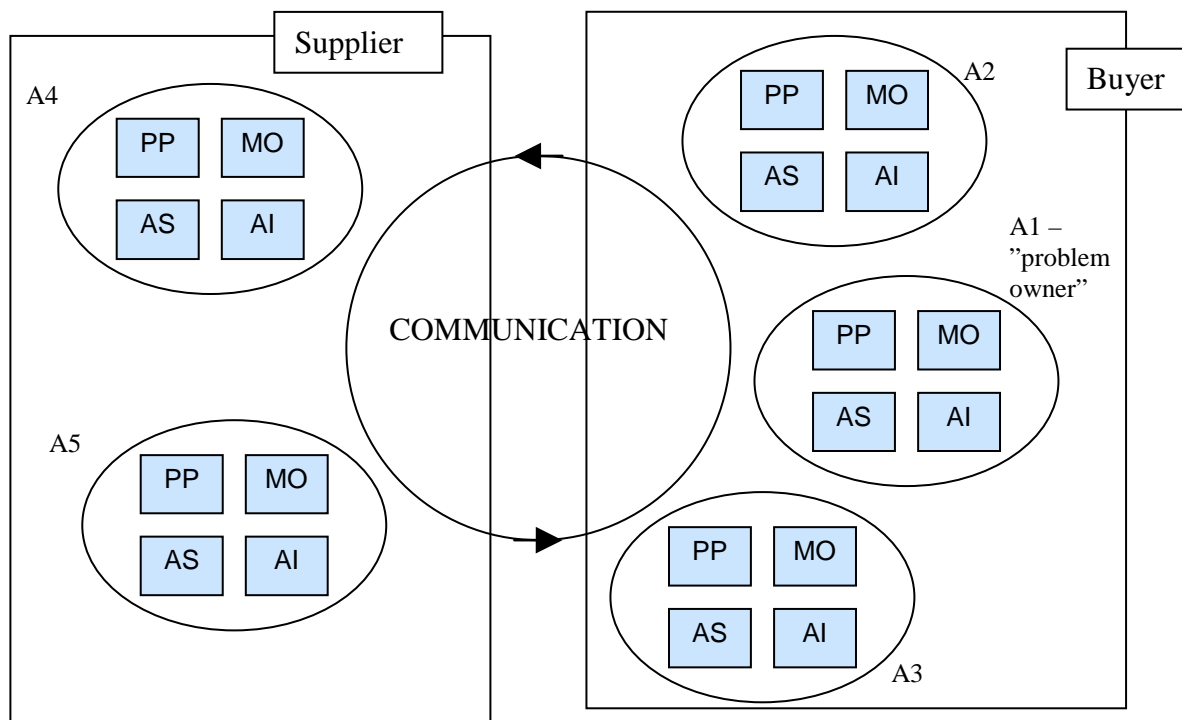 Supplier
Buyer
A4
PP MO
AS AI
A2
PP MO
AS AI
A1 –
”problem
owner”
PP MO
AS AI
COMMUNICATION
A5
PP MO
AS AI
PP MO
AS AI
A3